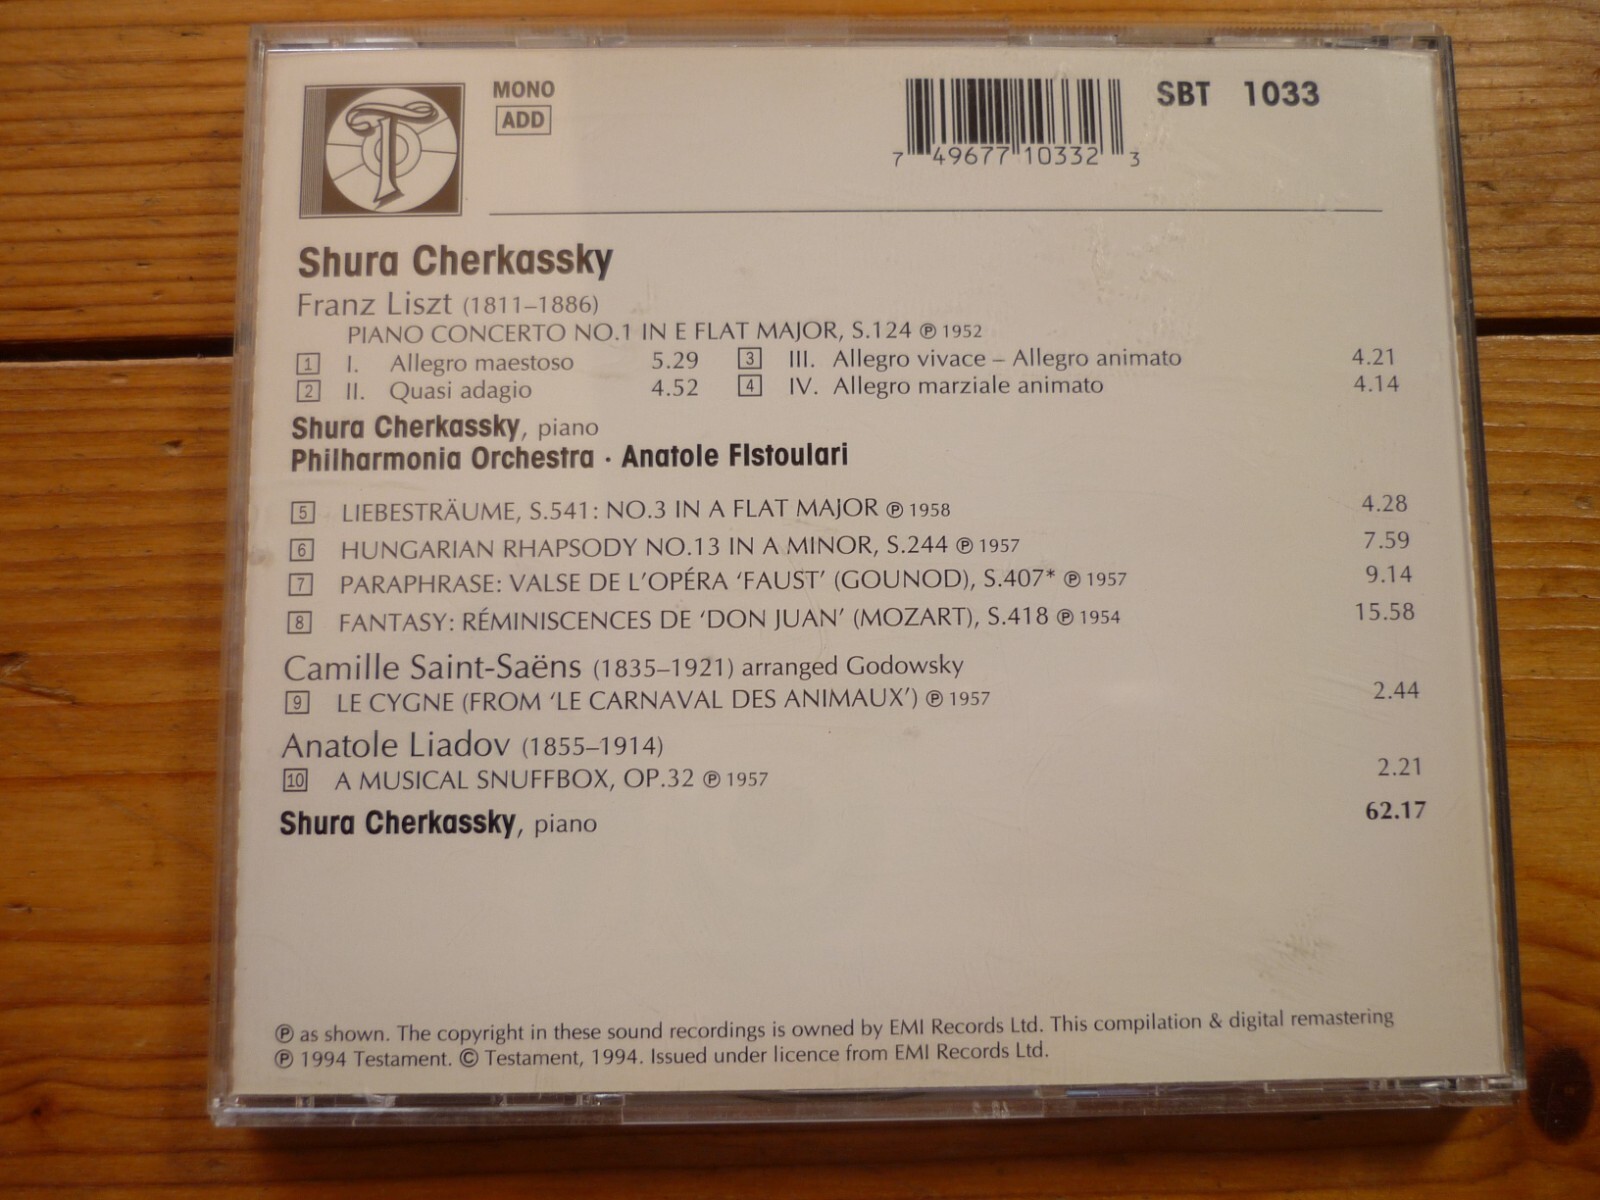 MONO
ADD
7 49677 10332 3
SBT 1033
Shura Cherkassky
Franz Liszt (1811–1886)
PIANO CONCERTO NO.1 IN E FLAT MAJOR, S.124 ℗ 1952
1 I. Allegro maestoso 5.29 3 III. Allegro vivace – Allegro animato 4.21
2 II. Quasi adagio 4.52 4 IV. Allegro marziale animato 4.14
Shura Cherkassky, piano
Philharmonia Orchestra · Anatole FIstoulari
5 LIEBESTRÄUME, S.541: NO.3 IN A FLAT MAJOR ℗ 1958 4.28
6 HUNGARIAN RHAPSODY NO.13 IN A MINOR, S.244 ℗ 1957 7.59
7 PARAPHRASE: VALSE DE L'OPÉRA 'FAUST' (GOUNOD), S.407* ℗ 1957 9.14
8 FANTASY: RÉMINISCENCES DE 'DON JUAN' (MOZART), S.418 ℗ 1954 15.58
Camille Saint-Saëns (1835–1921) arranged Godowsky
9 LE CYGNE (FROM 'LE CARNAVAL DES ANIMAUX') ℗ 1957 2.44
Anatole Liadov (1855–1914)
10 A MUSICAL SNUFFBOX, OP.32 ℗ 1957 2.21
Shura Cherkassky, piano 62.17
℗ as shown. The copyright in these sound recordings is owned by EMI Records Ltd. This compilation & digital remastering
℗ 1994 Testament. © Testament, 1994. Issued under licence from EMI Records Ltd.